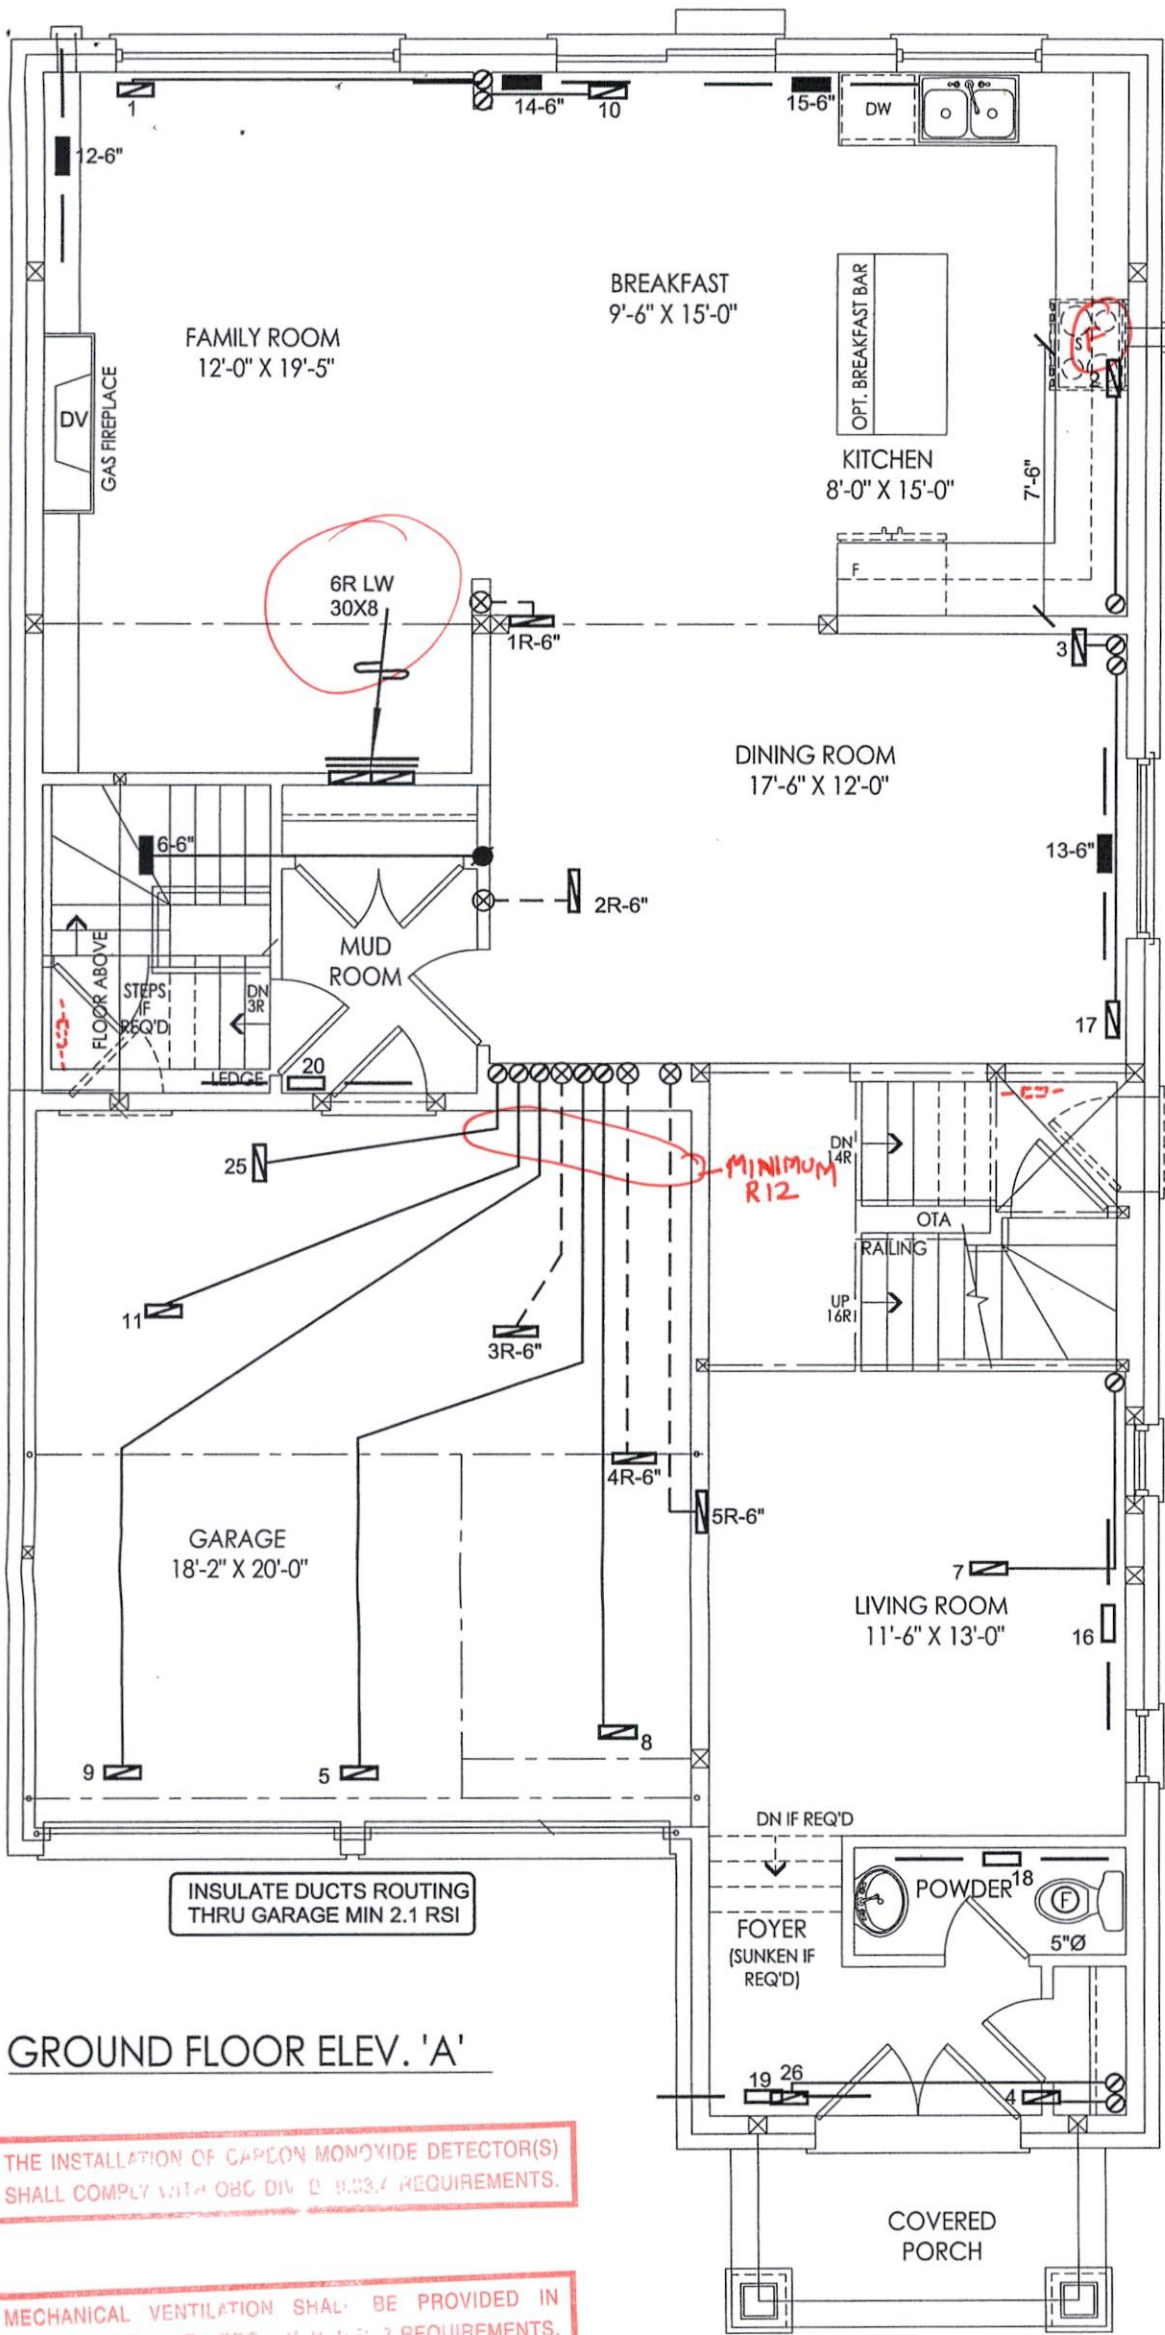 1
14-6"
10
15-6"
DW
12-6"
BREAKFAST
9'-6" X 15'-0"
FAMILY ROOM
12'-0" X 19'-5"
OPT. BREAKFAST BAR
S
F
2
DV
GAS FIREPLACE
KITCHEN
8'-0" X 15'-0"
7'-6"
F
6R LW
30X8
1R-6"
3
DINING ROOM
17'-6" X 12'-0"
6-6"
13-6"
2R-6"
MUD
ROOM
FLOOR ABOVE
STEPS
IF
REQ'D
DN
3R
17
LEDGE
20
25
MINIMUM
R12
DN
14R
OTA
RAILING
UP
16R
11
3R-6"
4R-6"
5R-6"
GARAGE
18'-2" X 20'-0"
7
LIVING ROOM
11'-6" X 13'-0"
16
8
9
5
DN IF REQ'D
INSULATE DUCTS ROUTING
THRU GARAGE MIN 2.1 RSI
POWDER
18
F
5"Ø
FOYER
(SUNKEN IF
REQ'D)
GROUND FLOOR ELEV. 'A'
19
26
4
THE INSTALLATION OF CARBON MONOXIDE DETECTOR(S)
SHALL COMPLY WITH OBC DIV. B 9.33.4 REQUIREMENTS.
COVERED
PORCH
MECHANICAL VENTILATION SHALL BE PROVIDED IN
REQUIREMENTS.